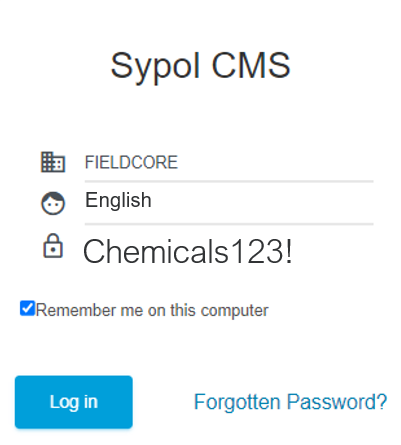 Sypol CMS
FIELDCORE
English
Chemicals123!
Remember me on this computer
Log in
Forgotten Password?